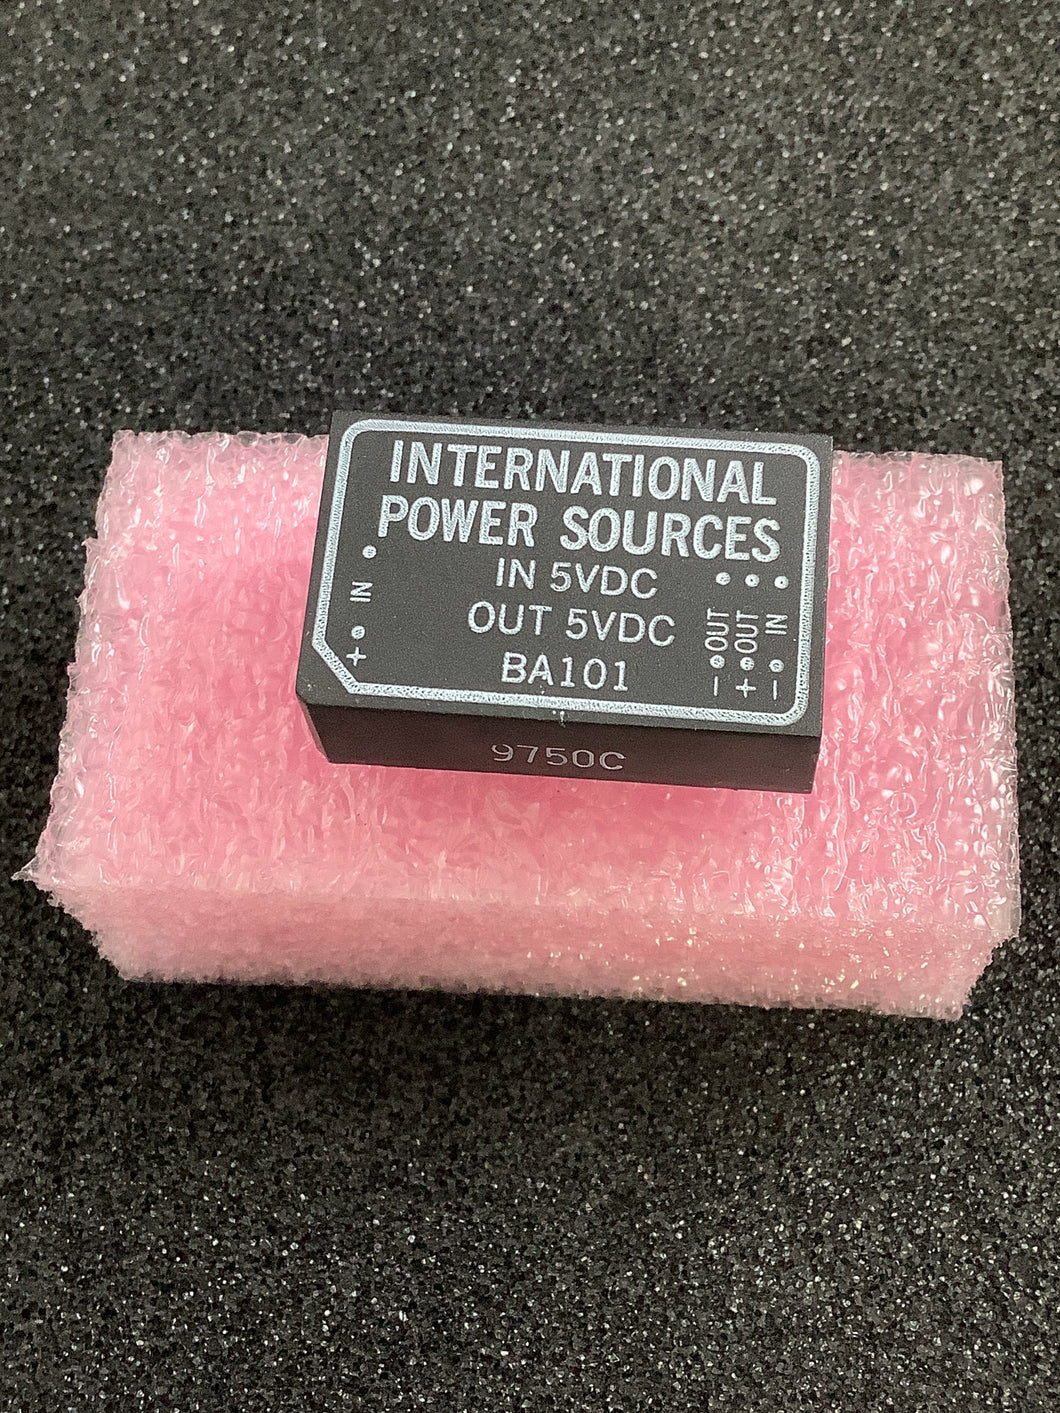 INTERNATIONAL
POWER SOURCES
IN 5VDC
OUT 5VDC
BA101
+ IN
- OUT
+ OUT
- IN
9750C